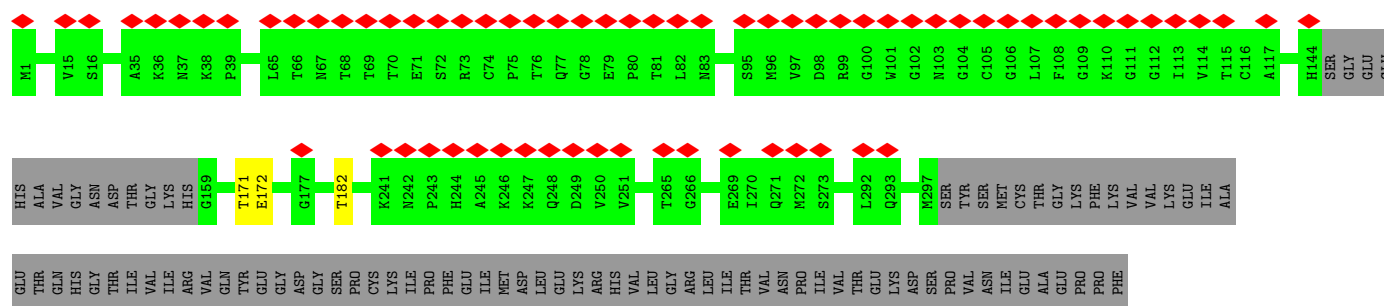 M1 V15 S16 A35 K36 N37 K38 P39 L65 T66 N67 T68 T69 T70 E71 S72 R73 C74 P75 T76 Q77 G78 E79 P80 T81 L82 N83 S95 M96 V97 D98 R99 G100 W101 G102 N103 G104 C105 G106 L107 F108 G109 K110 G111 G112 I113 V114 T115 C116 A117 H144 SER GLY GLU GLU
HIS ALA VAL GLY ASN ASP THR GLY LYS HIS G159 T171 E172 G177 T182 K241 N242 P243 H244 A245 K246 K247 Q248 D249 V250 V251 T265 G266 E269 I270 Q271 M272 S273 L292 Q293 M297 SER TYR SER MET CYS THR GLY LYS PHE LYS VAL VAL LYS GLU ILE ALA
GLU THR GLN HIS GLY THR ILE VAL ILE ARG VAL GLN TYR GLU GLY ASP GLY SER PRO CYS LYS ILE PRO PHE GLU ILE MET ASP LEU GLU LYS ARG HIS VAL LEU GLY ARG LEU ILE THR VAL ASN PRO ILE VAL THR GLU LYS ASP SER PRO VAL ASN ILE GLU ALA GLU PRO PRO PHE